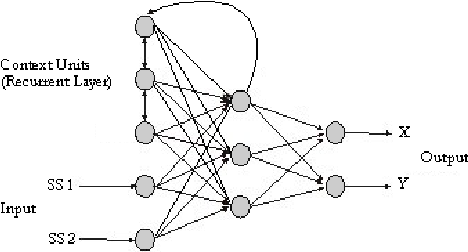 Context Units
(Recurrent Layer)
X
Output
SS 1
Y
Input
SS 2